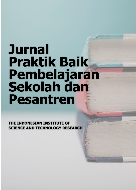 Jurnal
Praktik Baik
Pembelajaran
Sekolah dan
Pesantren
THE INDONESIAN INSTITUTE OF
SCIENCE AND TECHNOLOGY RESEARCH